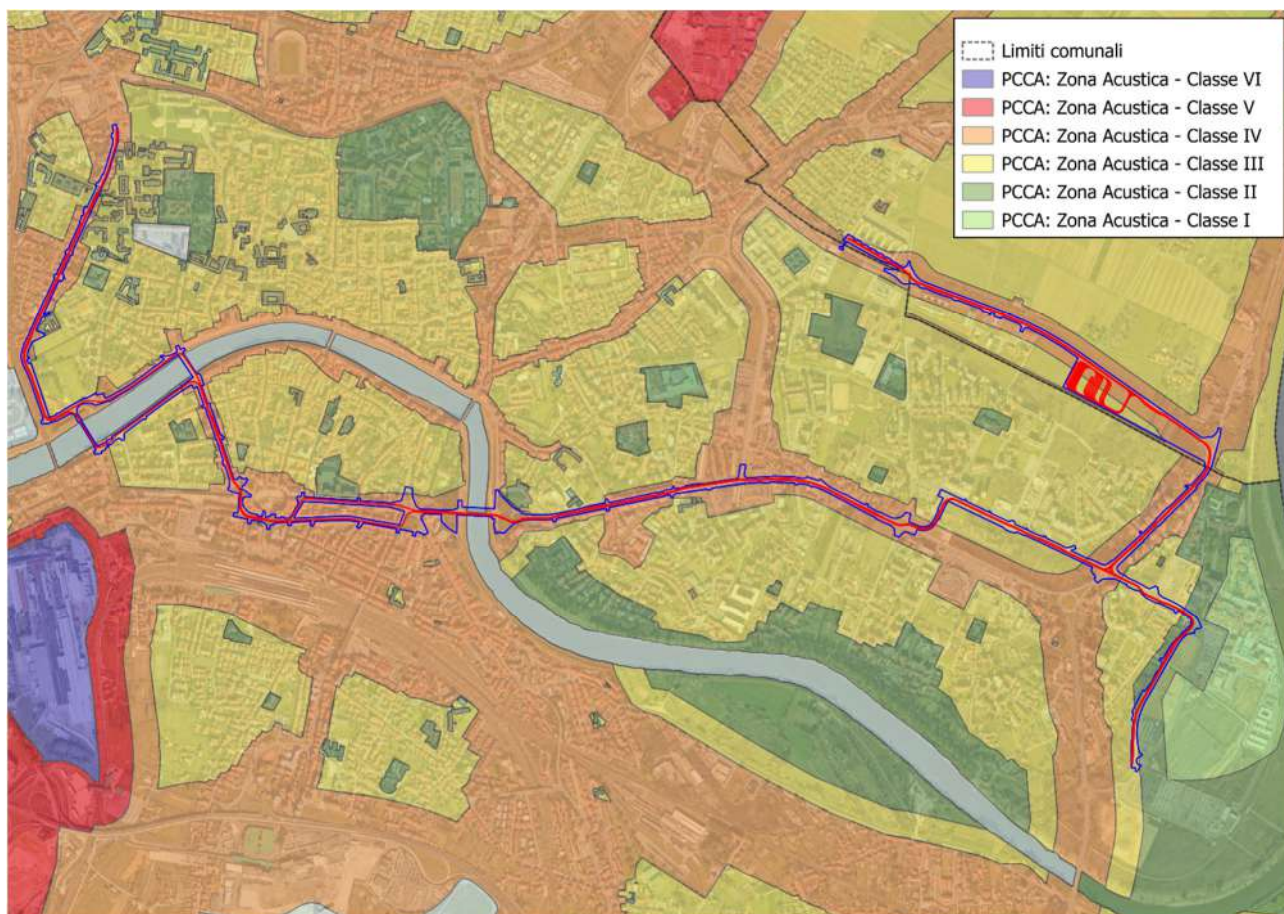 Limiti comunali
PCCA: Zona Acustica - Classe VI
PCCA: Zona Acustica - Classe V
PCCA: Zona Acustica - Classe IV
PCCA: Zona Acustica - Classe III
PCCA: Zona Acustica - Classe II
PCCA: Zona Acustica - Classe I